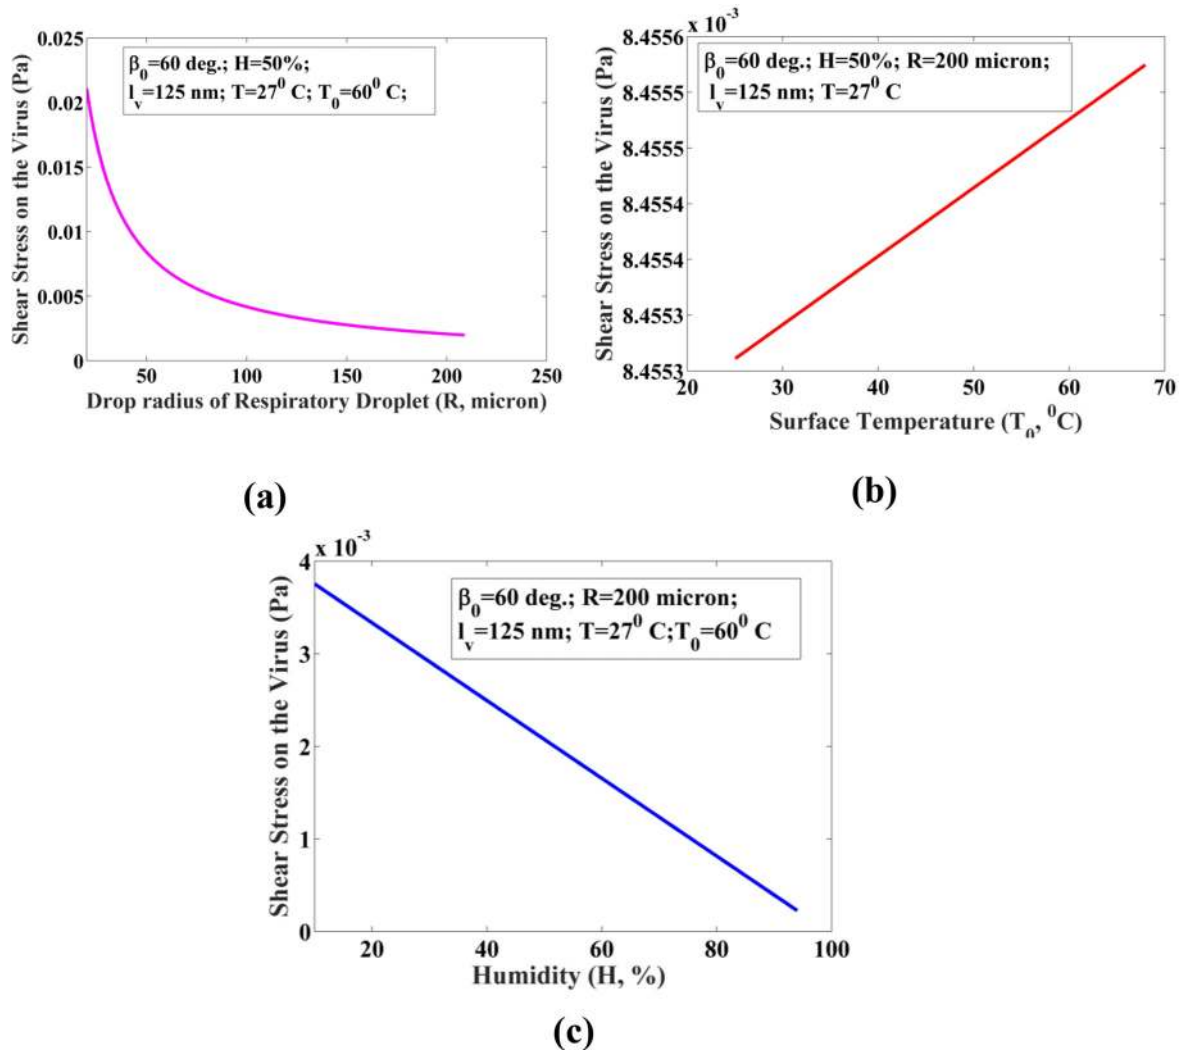 0.025
0.02
0.015
0.01
0.005
0
50
100
150
200
250
Shear Stress on the Virus (Pa)
Drop radius of Respiratory Droplet (R, micron)
β₀=60 deg.; H=50%;
l_v=125 nm; T=27⁰ C; T₀=60⁰ C;
(a)
x 10⁻³
8.4556
8.4555
8.4555
8.4554
8.4554
8.4553
8.4553
20
30
40
50
60
70
Shear Stress on the Virus (Pa)
Surface Temperature (T₀, ⁰C)
β₀=60 deg.; H=50%; R=200 micron;
l_v=125 nm; T=27⁰ C
(b)
x 10⁻³
4
3
2
1
0
20
40
60
80
100
Shear Stress on the Virus (Pa)
Humidity (H, %)
β₀=60 deg.; R=200 micron;
l_v=125 nm; T=27⁰ C;T₀=60⁰ C
(c)